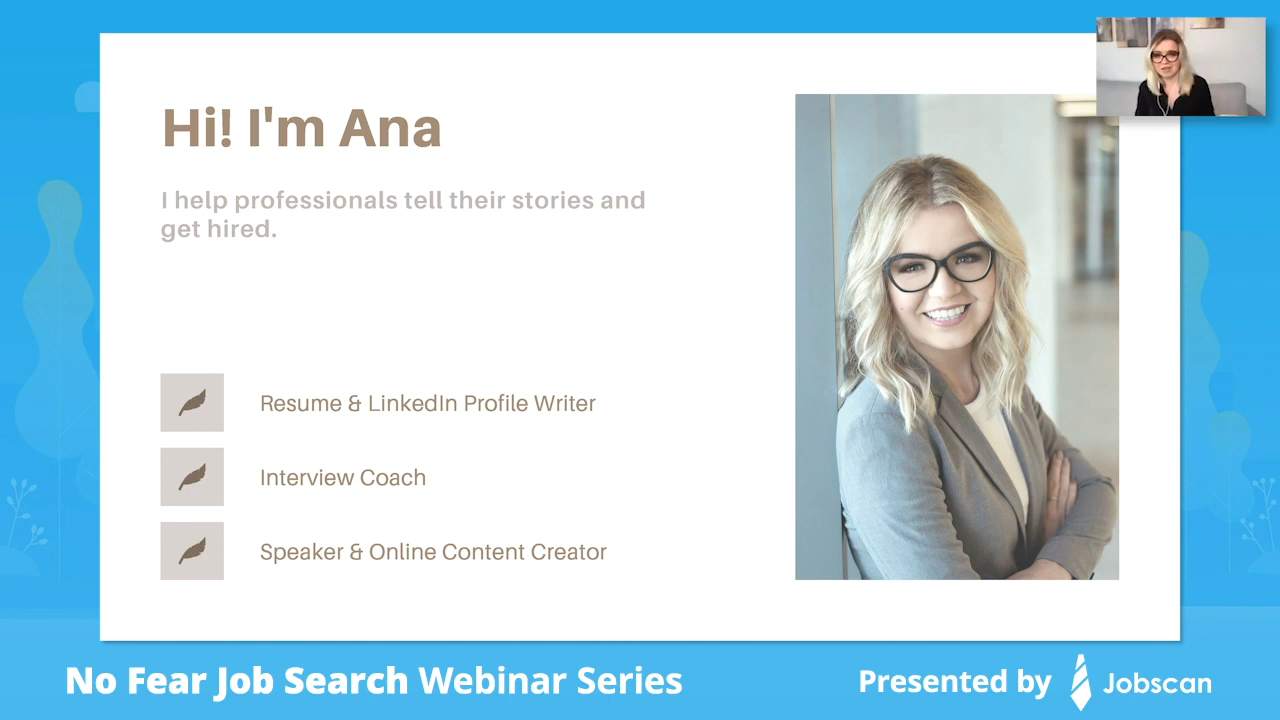 Hi! I'm Ana
I help professionals tell their stories and
get hired.
Resume & LinkedIn Profile Writer
Interview Coach
Speaker & Online Content Creator
No Fear Job Search Webinar Series
Presented by Jobscan